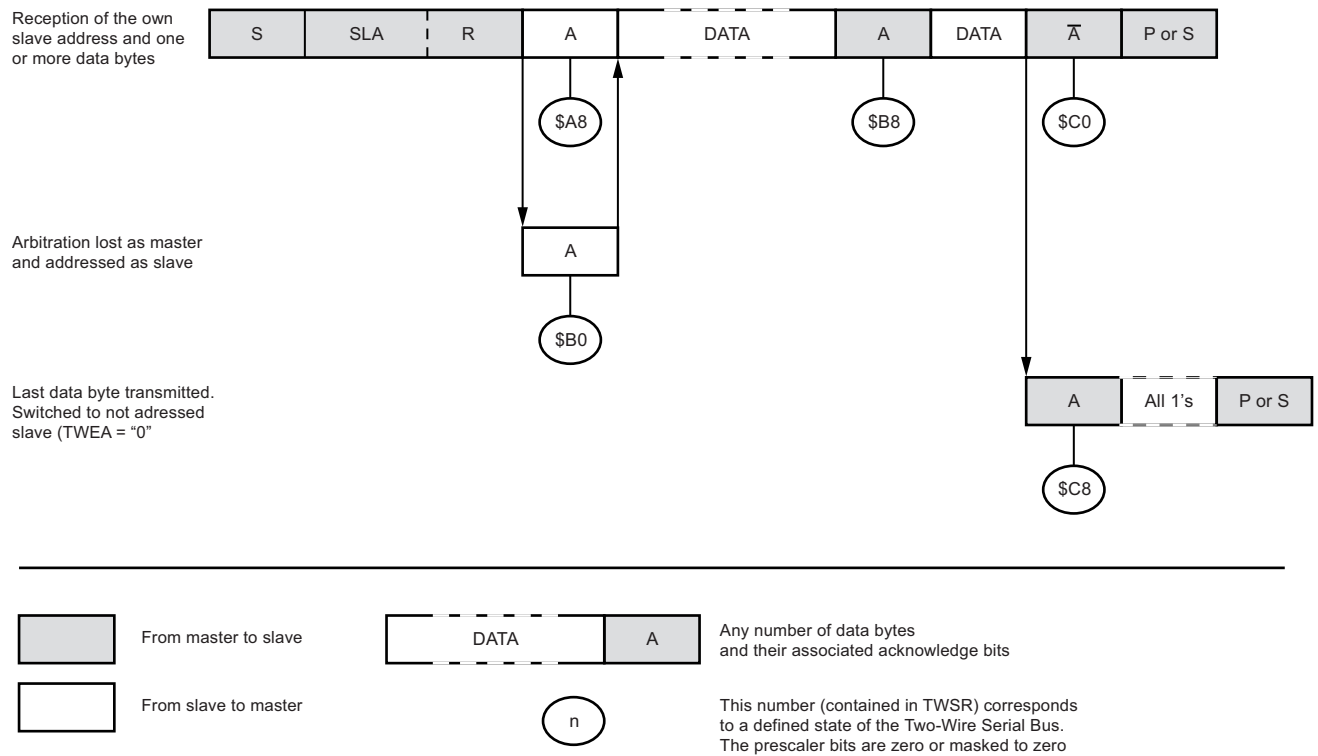 Reception of the own
slave address and one
or more data bytes
S SLA R A DATA A DATA A̅ P or S
$A8 $B8 $C0
Arbitration lost as master
and addressed as slave
A
$B0
Last data byte transmitted.
Switched to not adressed
slave (TWEA = “0”
A All 1's P or S
$C8
From master to slave
DATA A
Any number of data bytes
and their associated acknowledge bits
From slave to master
n
This number (contained in TWSR) corresponds
to a defined state of the Two-Wire Serial Bus.
The prescaler bits are zero or masked to zero